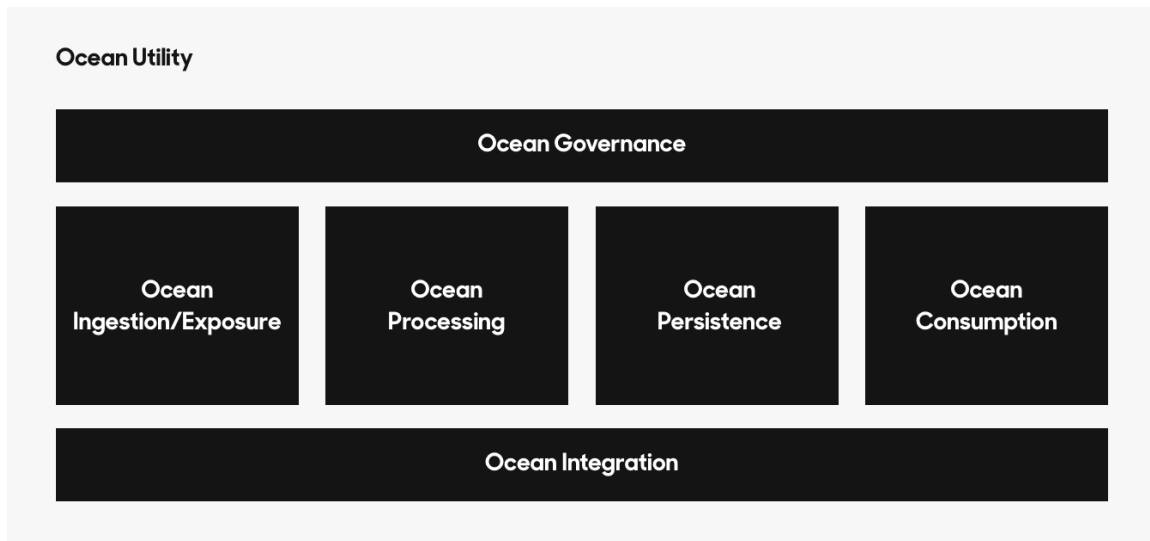 Ocean Utility
Ocean Governance
Ocean
Ingestion/Exposure
Ocean
Processing
Ocean
Persistence
Ocean
Consumption
Ocean Integration